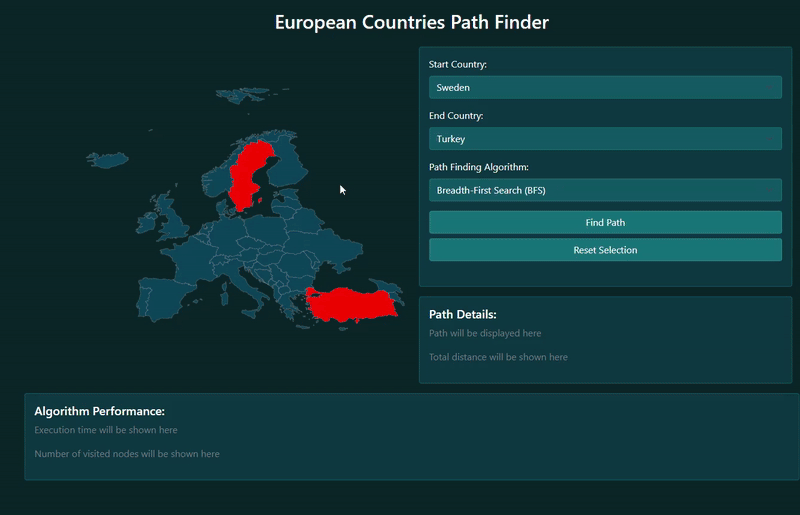 European Countries Path Finder
Start Country:
Sweden
End Country:
Turkey
Path Finding Algorithm:
Breadth-First Search (BFS)
Find Path
Reset Selection
Path Details:
Path will be displayed here
Total distance will be shown here
Algorithm Performance:
Execution time will be shown here
Number of visited nodes will be shown here